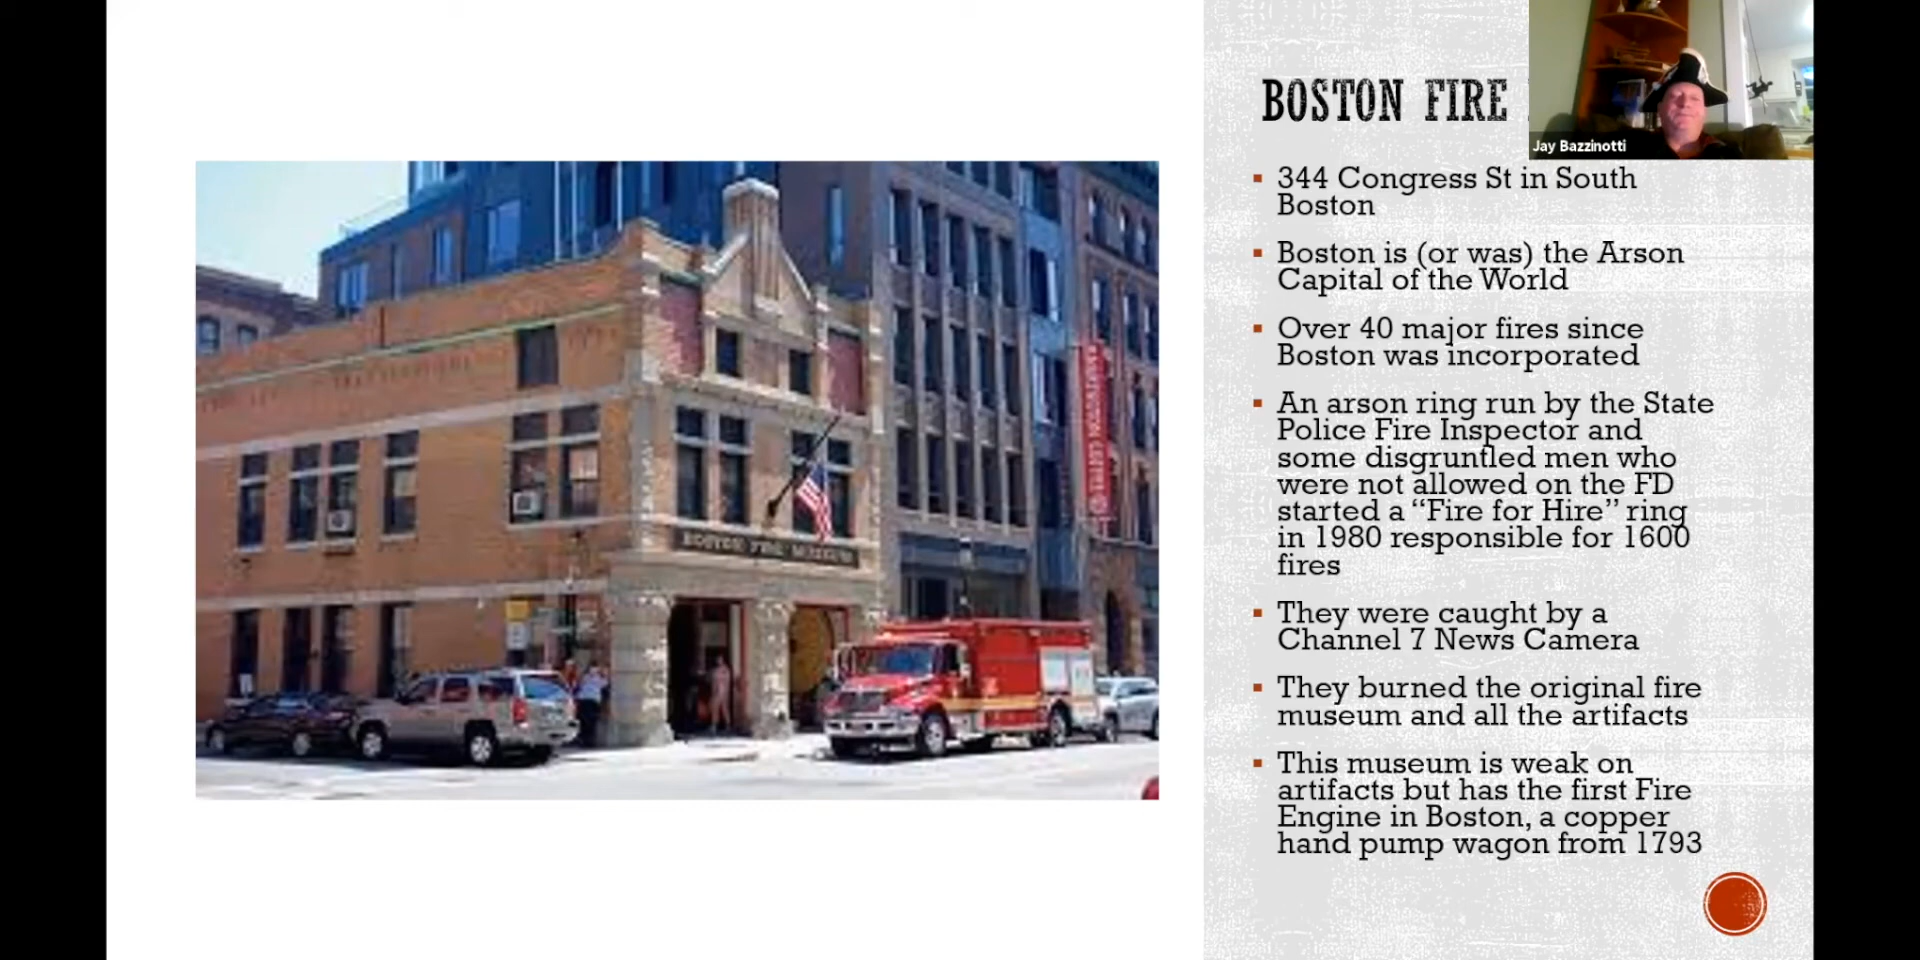 BOSTON FIRE
Jay Bazzinotti
▪ 344 Congress St in South
Boston
▪ Boston is (or was) the Arson
Capital of the World
▪ Over 40 major fires since
Boston was incorporated
▪ An arson ring run by the State
Police Fire Inspector and
some disgruntled men who
were not allowed on the FD
started a “Fire for Hire” ring
in 1980 responsible for 1600
fires
▪ They were caught by a
Channel 7 News Camera
▪ They burned the original fire
museum and all the artifacts
▪ This museum is weak on
artifacts but has the first Fire
Engine in Boston, a copper
hand pump wagon from 1793
BOSTON FIRE MUSEUM